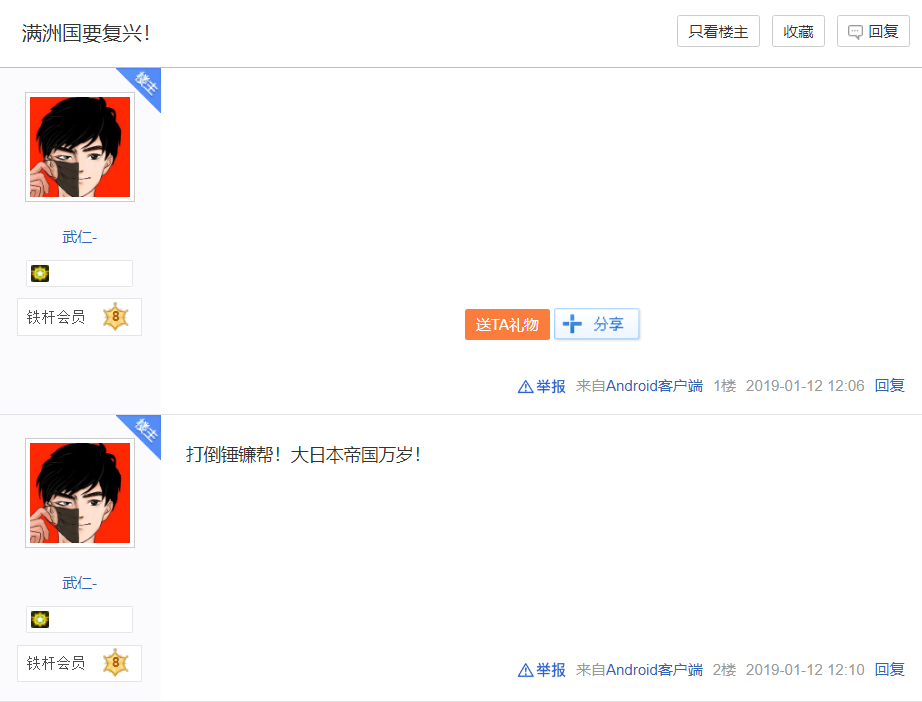 满洲国要复兴！
只看楼主
收藏
回复
楼主
武仁-
铁杆会员
8
送TA礼物
分享
举报 来自Android客户端 1楼 2019-01-12 12:06 回复
楼主
打倒锤镰帮！大日本帝国万岁！
武仁-
铁杆会员
8
举报 来自Android客户端 2楼 2019-01-12 12:10 回复